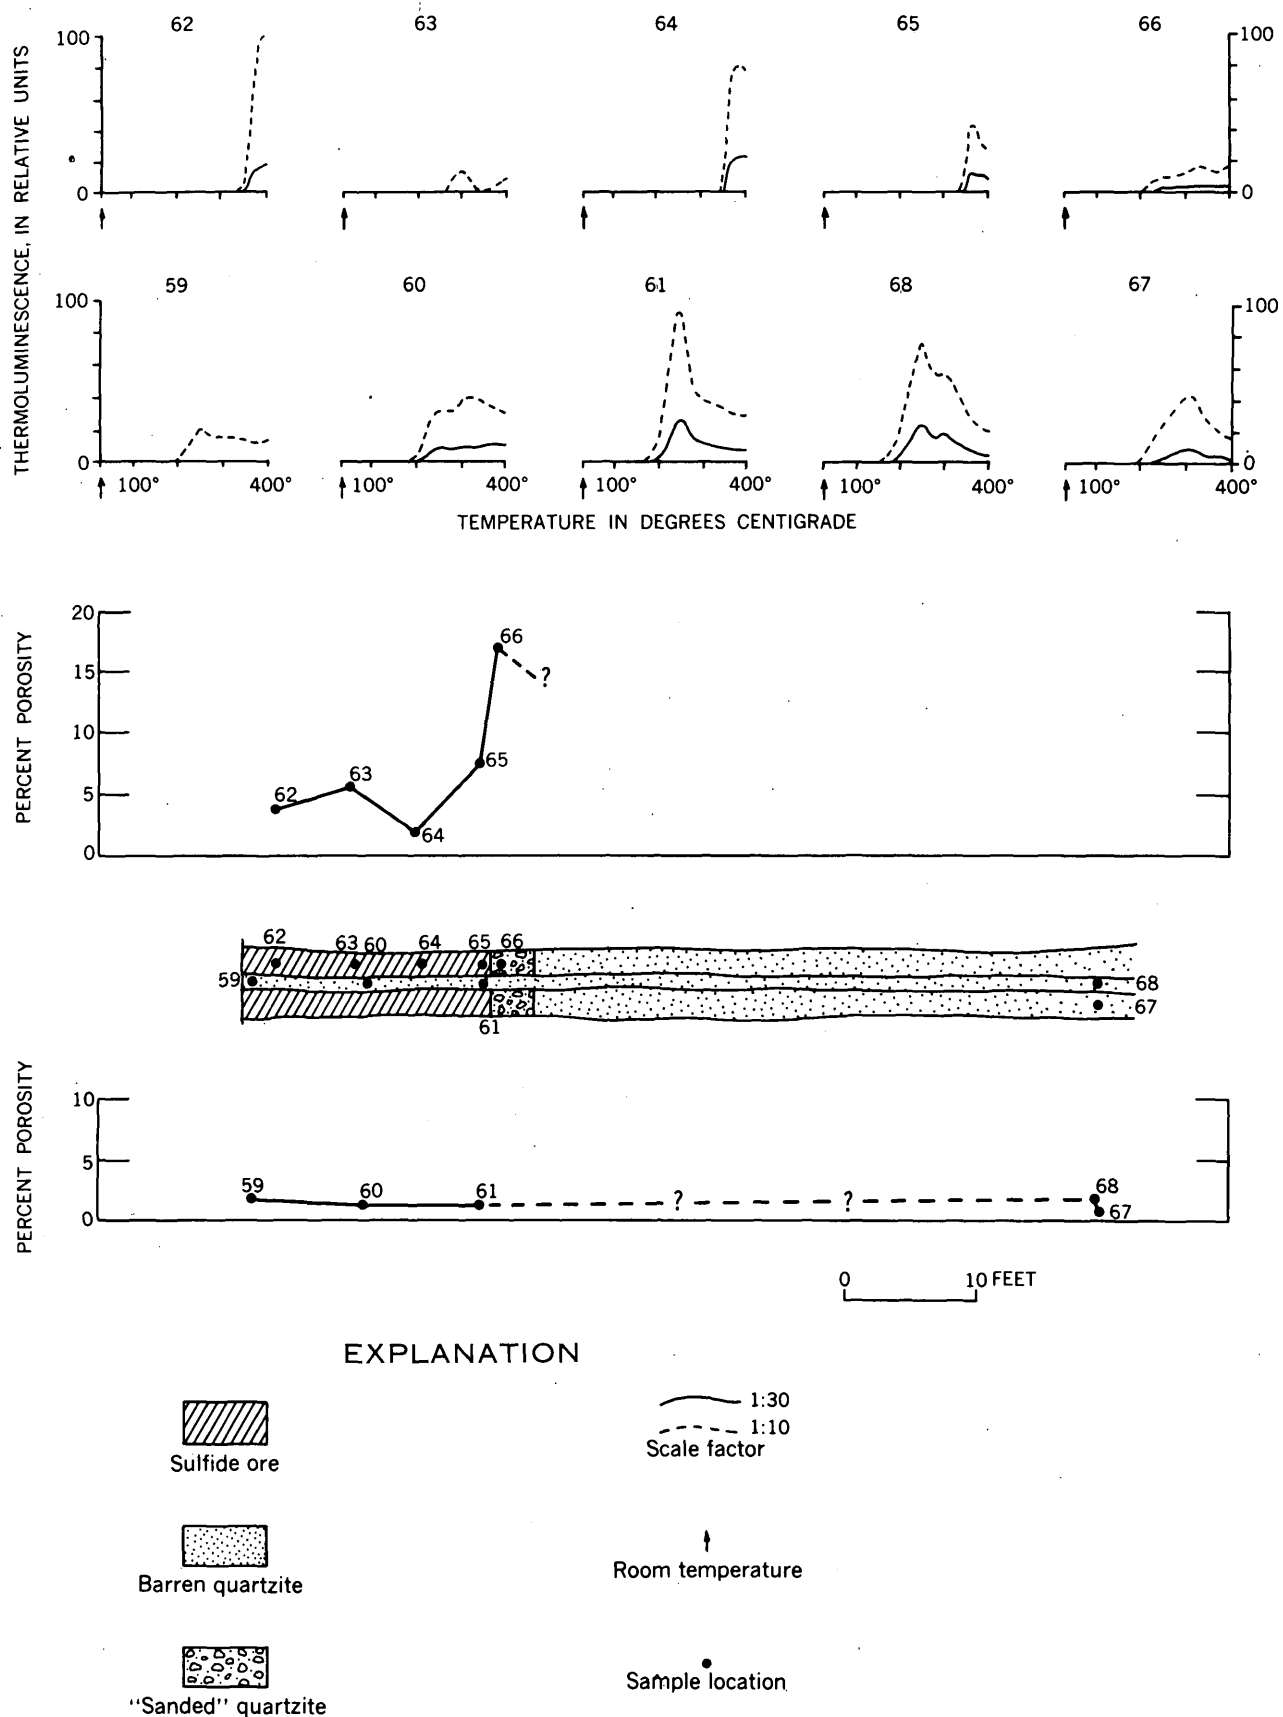 62 63 64 65 66
THERMOLUMINESCENCE, IN RELATIVE UNITS
100 100
0 0
59 60 61 68 67
100 100
0 0
100° 400° 100° 400° 100° 400° 100° 400° 100° 400°
TEMPERATURE IN DEGREES CENTIGRADE
PERCENT POROSITY
20
66
15 ?
10
65
63
5 62
64
0
62 63 60 64 65 66
59 68
67
61
PERCENT POROSITY
10
5
59 60 61 ? ? 68
0 67
0 10 FEET
EXPLANATION
1:30
1:10
Scale factor
Sulfide ore
Room temperature
Barren quartzite
Sample location
"Sanded" quartzite